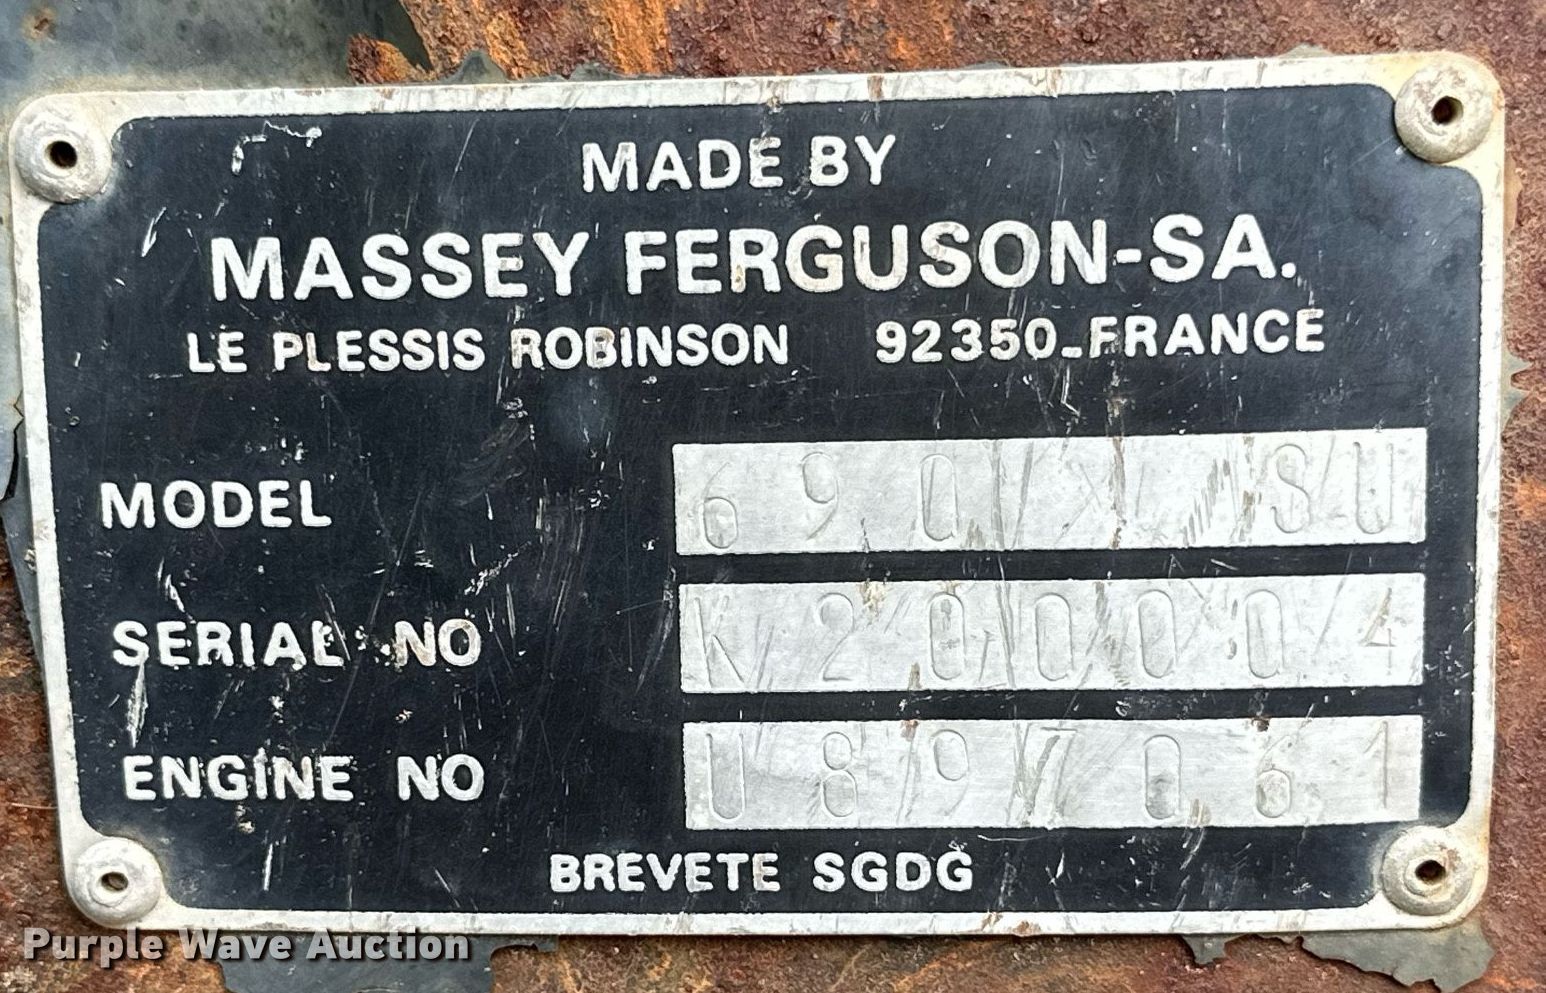 MADE BY
MASSEY FERGUSON-SA.
LE PLESSIS ROBINSON 92350-FRANCE
MODEL 690 SU
SERIAL NO K200004
ENGINE NO U897061
BREVETE SGDG
Purple Wave Auction